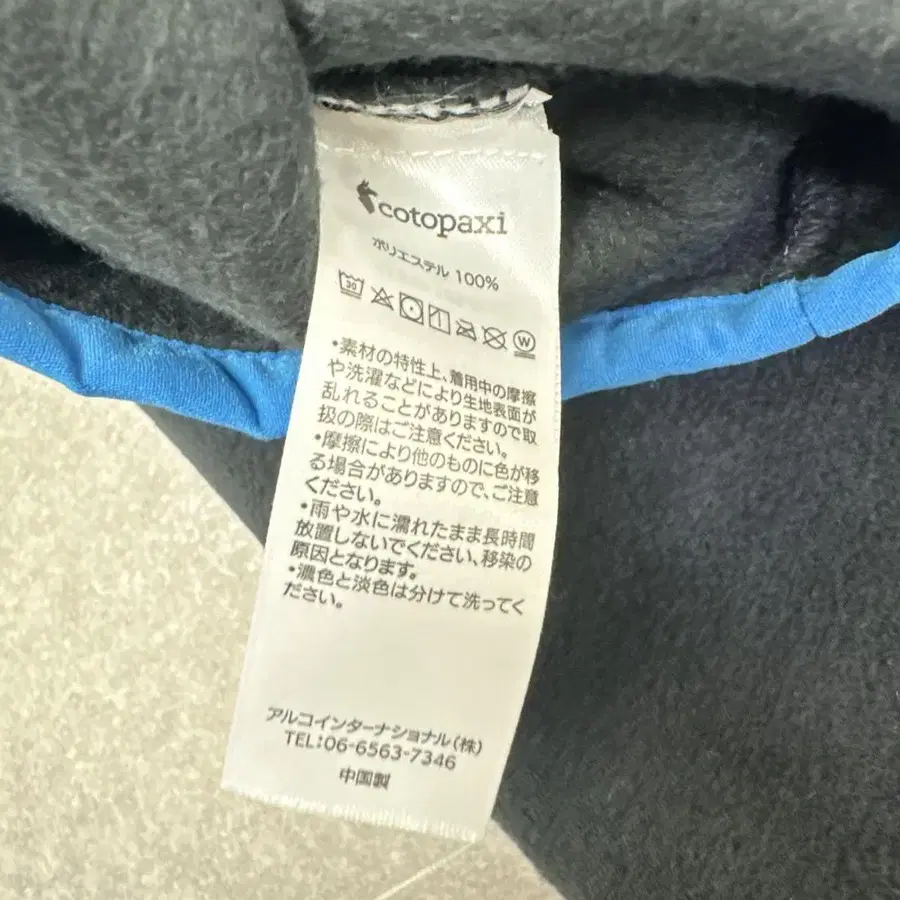 cotopaxi
ポリエステル 100%
30 W
・素材の特性上、着用中の摩擦
や洗濯などにより生地表面が
乱れることがありますので取
扱の際はご注意ください。
・摩擦により他のものに色が移
る場合がありますので、ご注意
ください。
・雨や水に濡れたまま長時間
放置しないでください、移染の
原因となります。
・濃色と淡色は分けて洗ってく
ださい。
アルコインターナショナル(株)
TEL:06-6563-7346
中国製